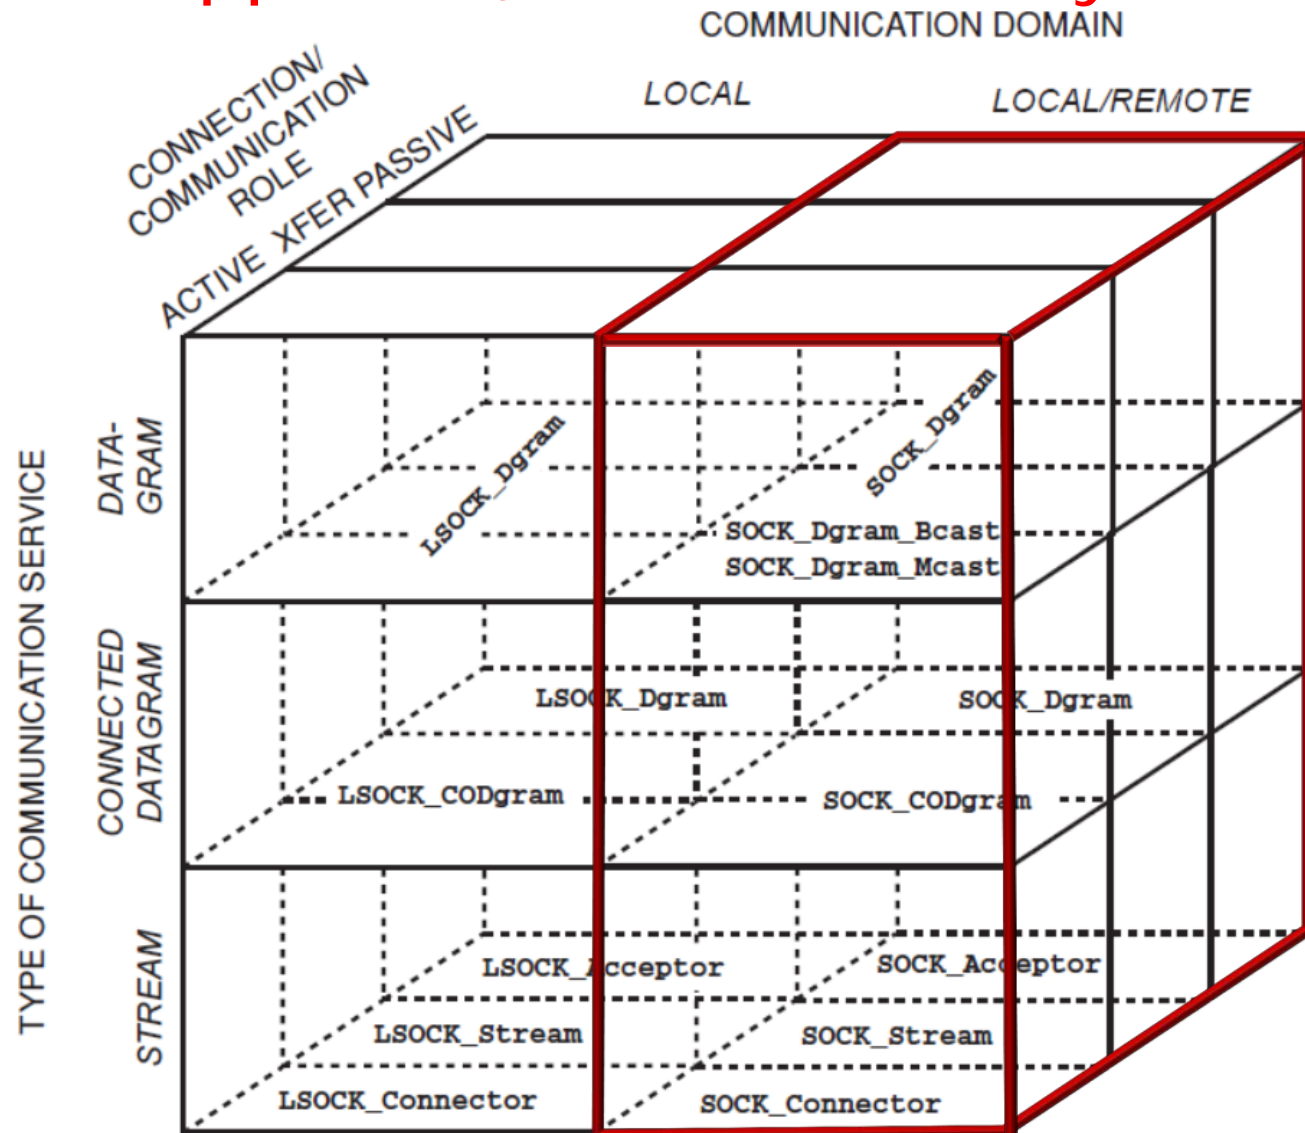 COMMUNICATION DOMAIN
LOCAL
LOCAL/REMOTE
CONNECTION/
COMMUNICATION
ROLE
ACTIVE XFER PASSIVE
TYPE OF COMMUNICATION SERVICE
DATA-
GRAM
LSOCK_Dgram
SOCK_Dgram
SOCK_Dgram_Bcast
SOCK_Dgram_Mcast
CONNECTED
DATAGRAM
LSOCK_Dgram
SOCK_Dgram
LSOCK_CODgram
SOCK_CODgram
STREAM
LSOCK_Acceptor
SOCK_Acceptor
LSOCK_Stream
SOCK_Stream
LSOCK_Connector
SOCK_Connector